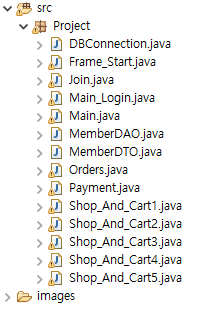 src
Project
DBConnection.java
Frame_Start.java
Join.java
Main_Login.java
Main.java
MemberDAO.java
MemberDTO.java
Orders.java
Payment.java
Shop_And_Cart1.java
Shop_And_Cart2.java
Shop_And_Cart3.java
Shop_And_Cart4.java
Shop_And_Cart5.java
images